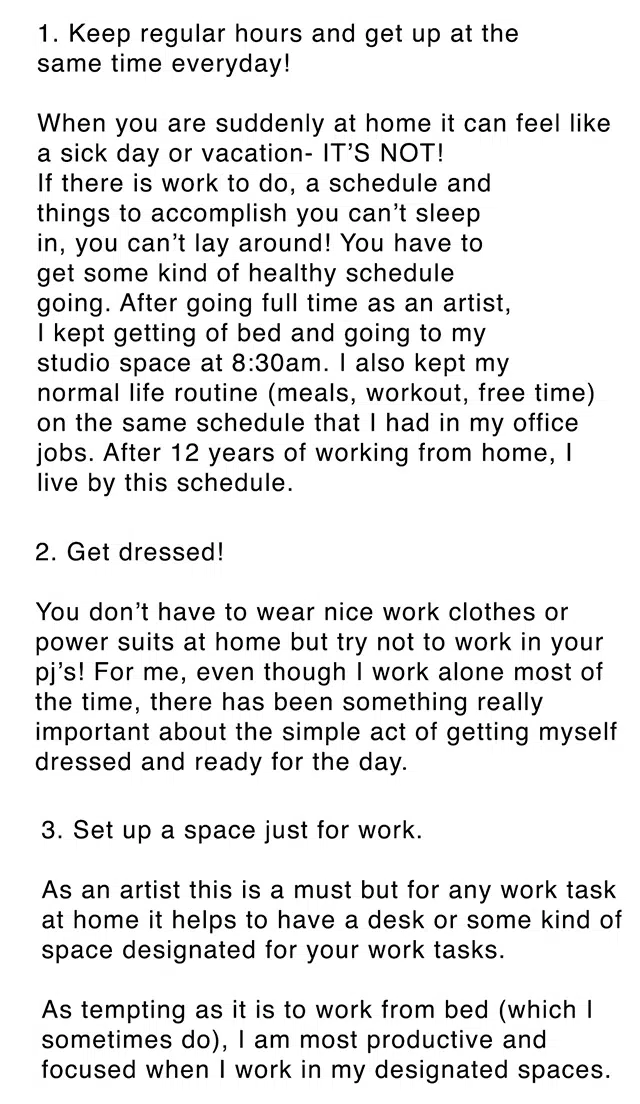 1. Keep regular hours and get up at the
same time everyday!
When you are suddenly at home it can feel like
a sick day or vacation- IT’S NOT!
If there is work to do, a schedule and
things to accomplish you can’t sleep
in, you can’t lay around! You have to
get some kind of healthy schedule
going. After going full time as an artist,
I kept getting of bed and going to my
studio space at 8:30am. I also kept my
normal life routine (meals, workout, free time)
on the same schedule that I had in my office
jobs. After 12 years of working from home, I
live by this schedule.
2. Get dressed!
You don’t have to wear nice work clothes or
power suits at home but try not to work in your
pj’s! For me, even though I work alone most of
the time, there has been something really
important about the simple act of getting myself
dressed and ready for the day.
3. Set up a space just for work.
As an artist this is a must but for any work task
at home it helps to have a desk or some kind of
space designated for your work tasks.
As tempting as it is to work from bed (which I
sometimes do), I am most productive and
focused when I work in my designated spaces.